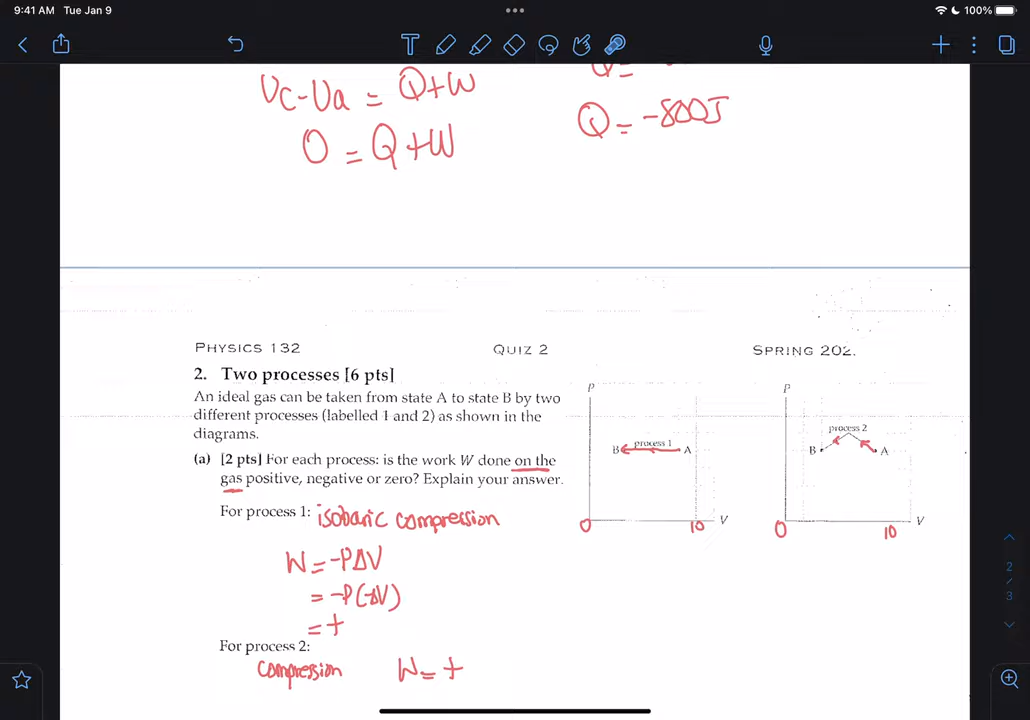 9:41 AM Tue Jan 9
100%
Uc-Ua = Q+W
0 = Q+W
Q=
Q= -800J
PHYSICS 132 QUIZ 2 SPRING 202.
2. Two processes [6 pts]
An ideal gas can be taken from state A to state B by two
different processes (labelled 1 and 2) as shown in the
diagrams.
(a) [2 pts] For each process: is the work W done on the
gas positive, negative or zero? Explain your answer.
For process 1: isobaric compression
W = -PΔV
= -P(-ΔV)
= +
For process 2:
compression W = +
P
process 1
B A
0 10 V
P
process 2
B A
0 10 V
2
/
3